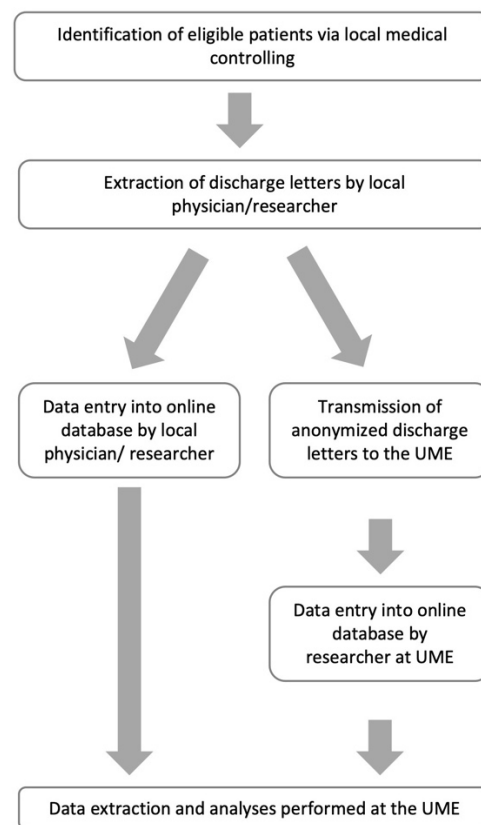 Identification of eligible patients via local medical
controlling
Extraction of discharge letters by local
physician/researcher
Data entry into online
database by local
physician/ researcher
Transmission of
anonymized discharge
letters to the UME
Data entry into online
database by
researcher at UME
Data extraction and analyses performed at the UME